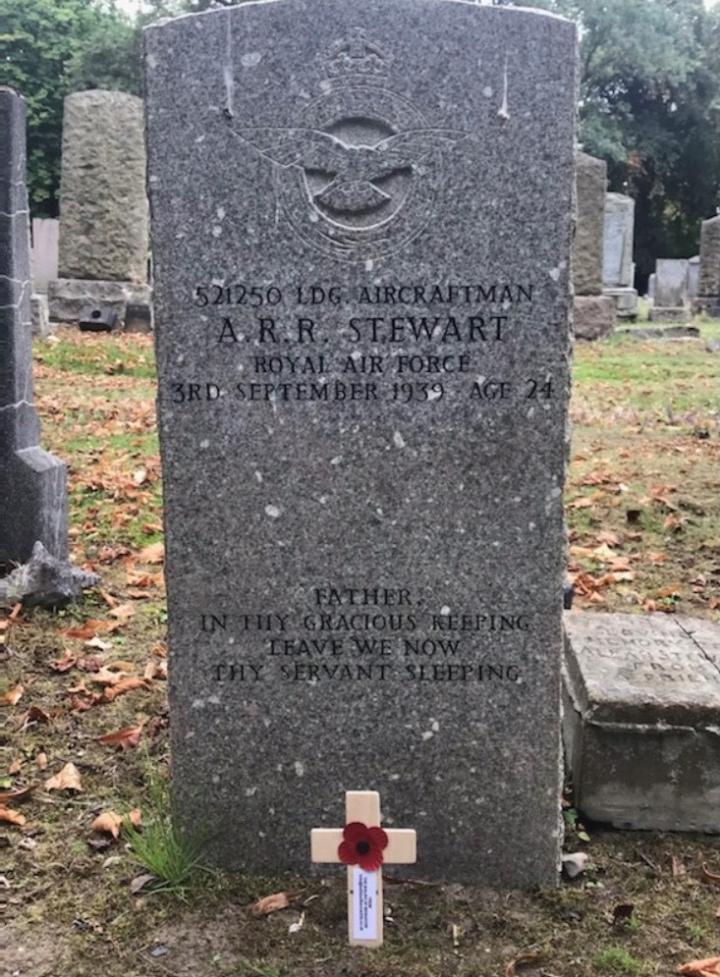 521250 LDG. AIRCRAFTMAN
A. R. R. STEWART
ROYAL AIR FORCE
3RD SEPTEMBER 1939 AGE 24
FATHER,
IN THY GRACIOUS KEEPING
LEAVE WE NOW
THY SERVANT SLEEPING